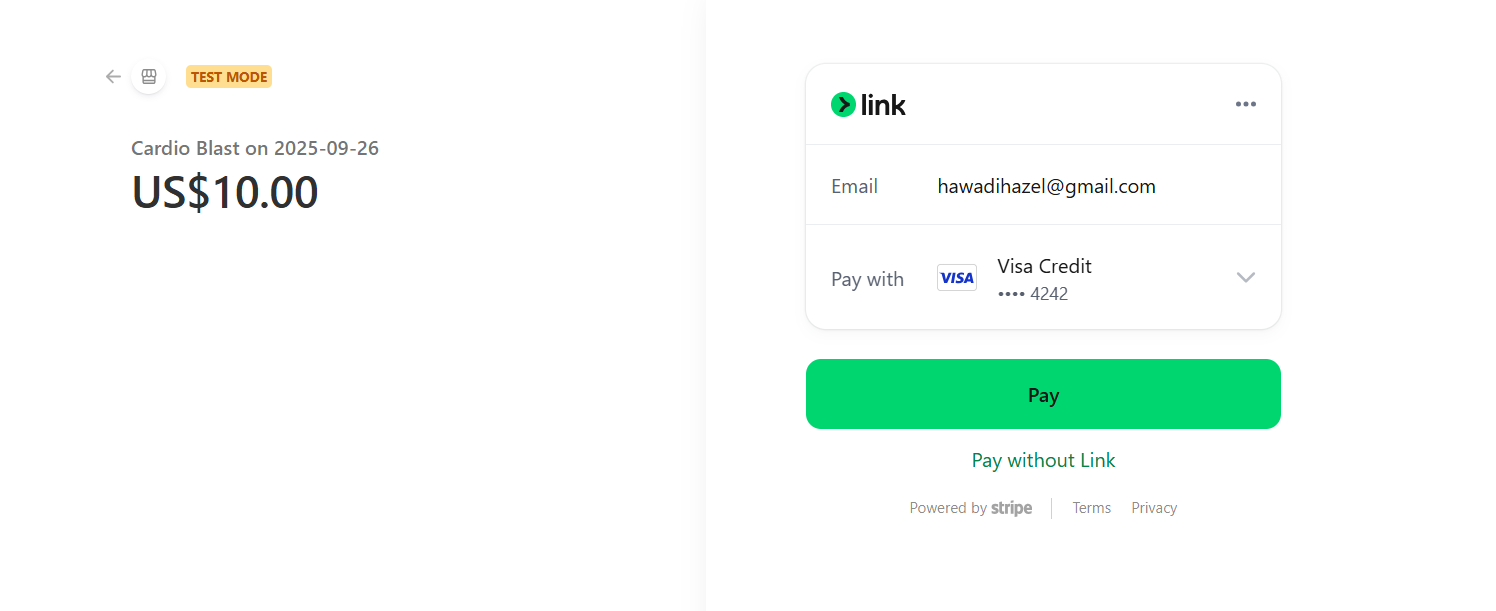 TEST MODE
Cardio Blast on 2025-09-26
US$10.00
link
Email hawadihazel@gmail.com
Pay with VISA Visa Credit
•••• 4242
Pay
Pay without Link
Powered by stripe Terms Privacy